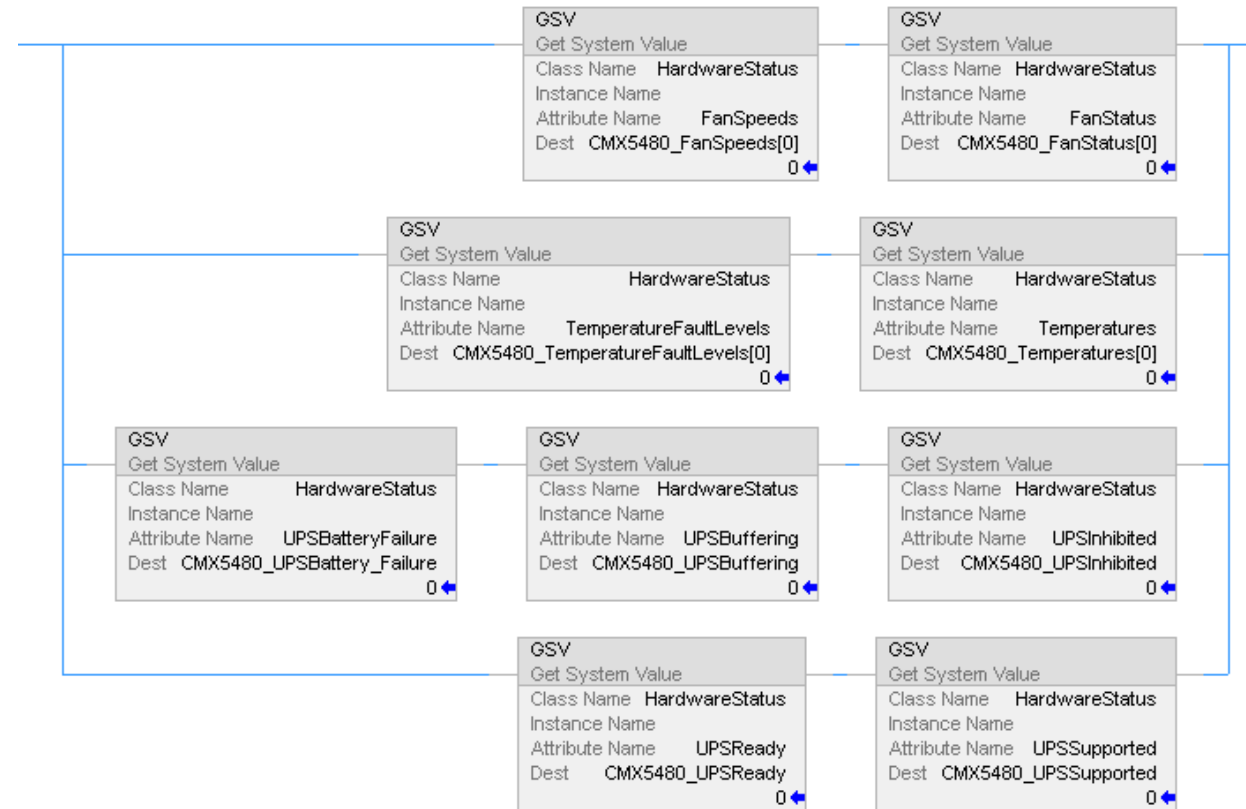 GSV
Get System Value
Class Name HardwareStatus
Instance Name
Attribute Name FanSpeeds
Dest CMX5480_FanSpeeds[0]
0
GSV
Get System Value
Class Name HardwareStatus
Instance Name
Attribute Name FanStatus
Dest CMX5480_FanStatus[0]
0
GSV
Get System Value
Class Name HardwareStatus
Instance Name
Attribute Name TemperatureFaultLevels
Dest CMX5480_TemperatureFaultLevels[0]
0
GSV
Get System Value
Class Name HardwareStatus
Instance Name
Attribute Name Temperatures
Dest CMX5480_Temperatures[0]
0
GSV
Get System Value
Class Name HardwareStatus
Instance Name
Attribute Name UPSBatteryFailure
Dest CMX5480_UPSBattery_Failure
0
GSV
Get System Value
Class Name HardwareStatus
Instance Name
Attribute Name UPSBuffering
Dest CMX5480_UPSBuffering
0
GSV
Get System Value
Class Name HardwareStatus
Instance Name
Attribute Name UPSInhibited
Dest CMX5480_UPSInhibited
0
GSV
Get System Value
Class Name HardwareStatus
Instance Name
Attribute Name UPSReady
Dest CMX5480_UPSReady
0
GSV
Get System Value
Class Name HardwareStatus
Instance Name
Attribute Name UPSSupported
Dest CMX5480_UPSSupported
0